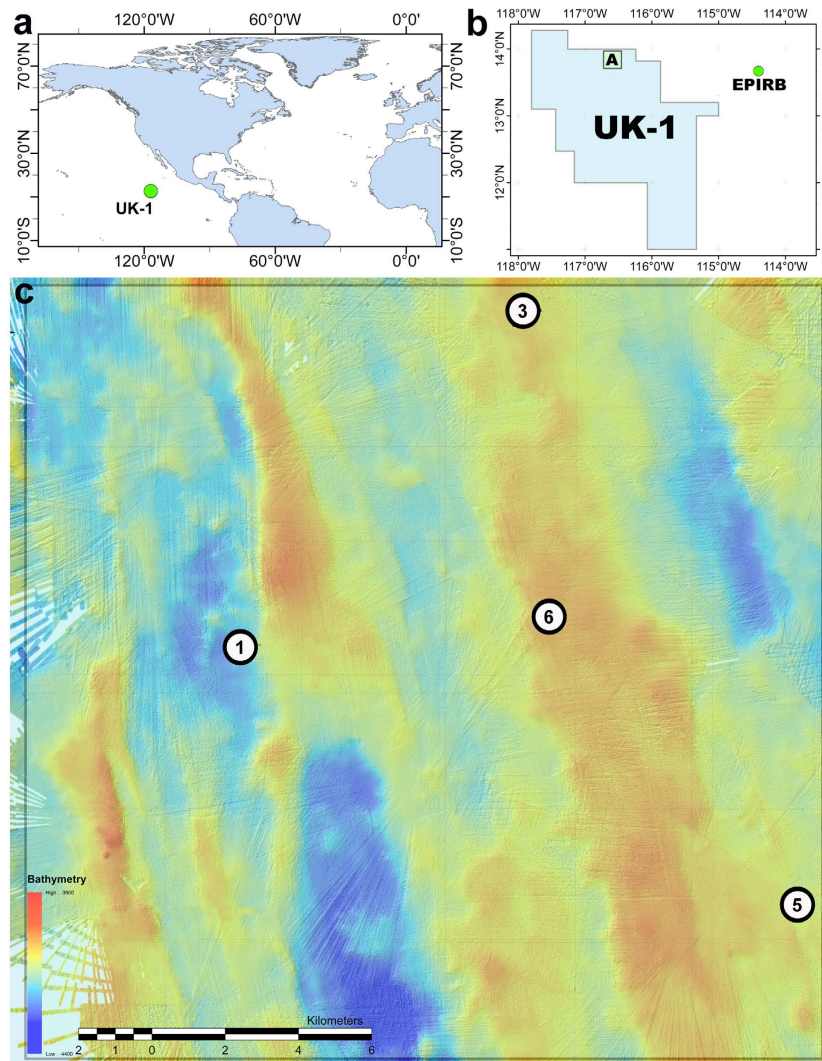 a
120°0'W 60°0'W 0°0'
70°0'N 70°0'N
30°0'N 30°0'N
10°0'S 10°0'S
UK-1
120°0'W 60°0'W 0°0'
b
118°0'W 117°0'W 116°0'W 115°0'W 114°0'W
14°0'N
13°0'N
12°0'N
A
EPIRB
UK-1
118°0'W 117°0'W 116°0'W 115°0'W 114°0'W
c
3
6
1
5
Bathymetry
High : -3900
Low : -4400
Kilometers
2 1 0 2 4 6